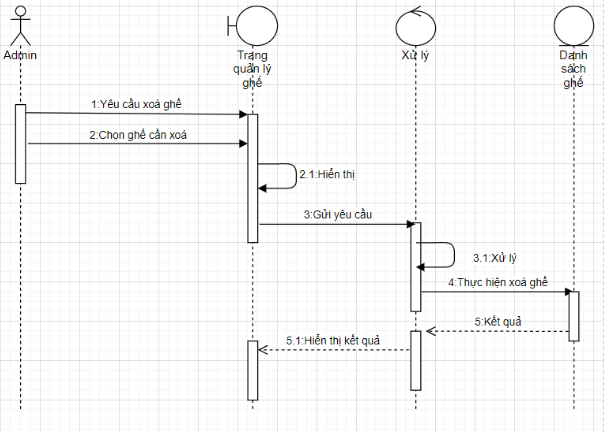 Admin
Trang
quản lý
ghế
Xử lý
Danh
sách
ghế
1:Yêu cầu xoá ghế
2:Chọn ghế cần xoá
2.1:Hiển thị
3:Gửi yêu cầu
3.1:Xử lý
4:Thực hiện xoá ghế
5:Kết quả
5.1:Hiển thị kết quả